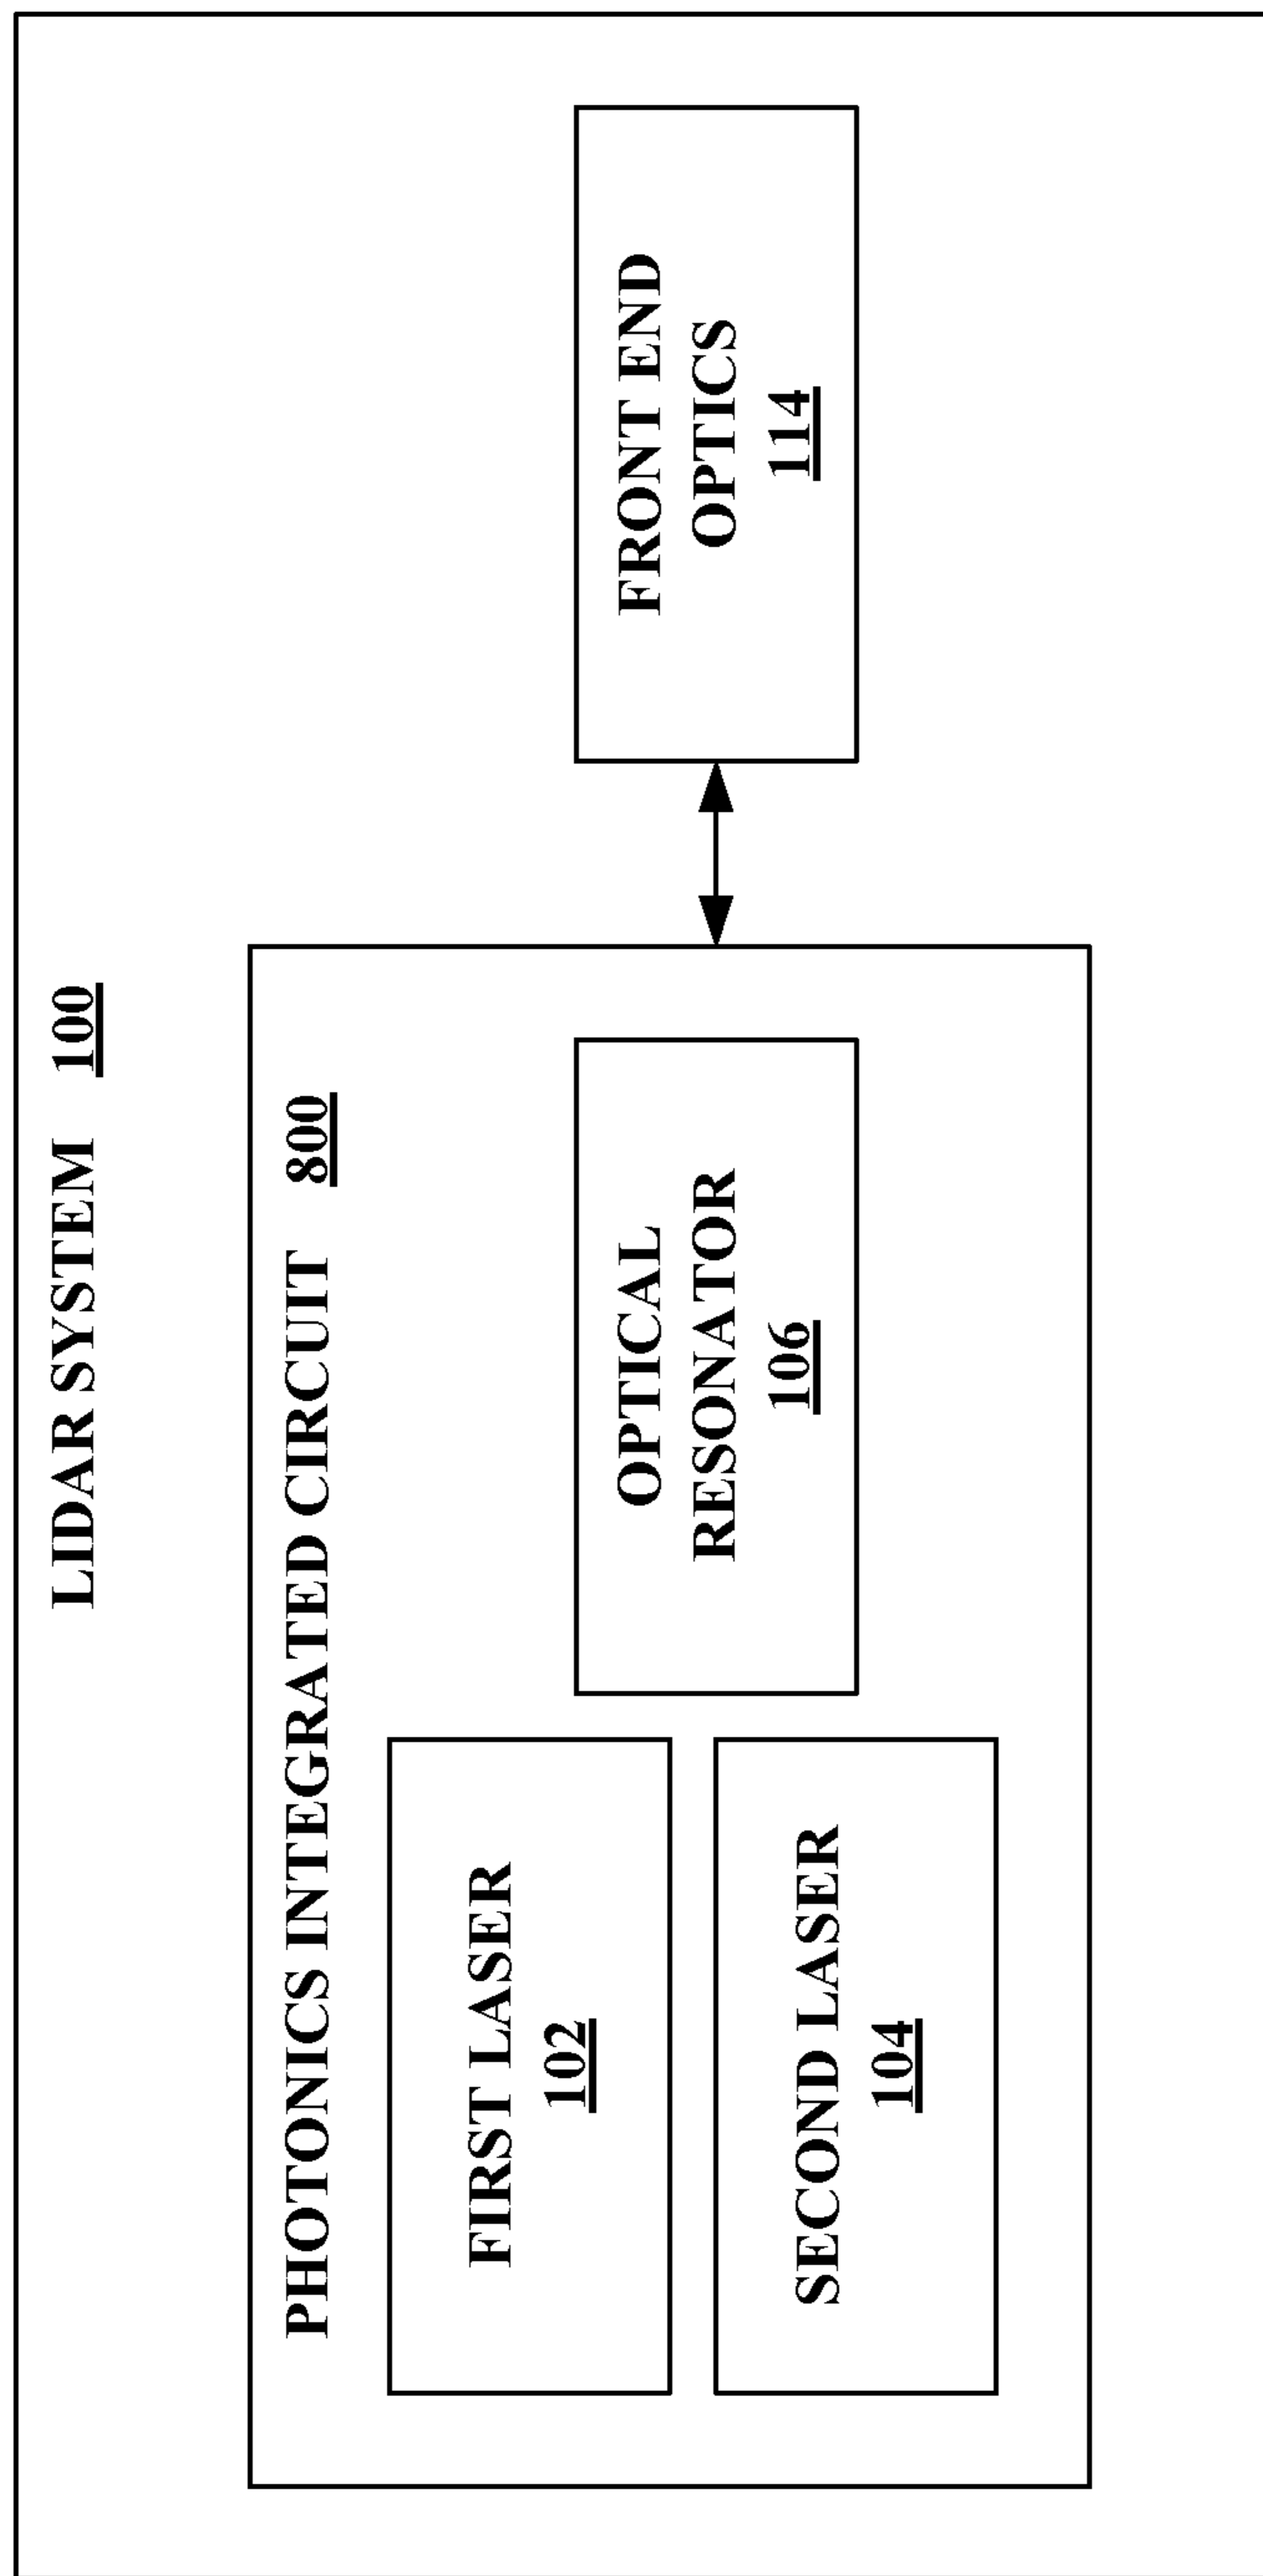 LIDAR SYSTEM 100
PHOTONICS INTEGRATED CIRCUIT 800
FIRST LASER
102
SECOND LASER
104
OPTICAL
RESONATOR
106
FRONT END
OPTICS
114